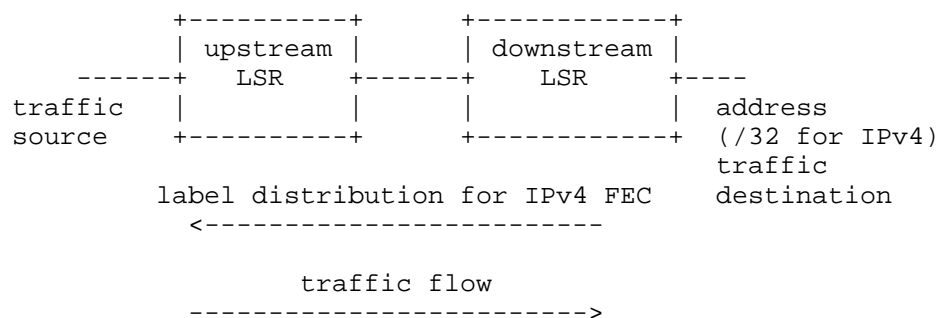 upstream downstream
LSR LSR
traffic address
source (/32 for IPv4)
traffic
label distribution for IPv4 FEC destination
traffic flow